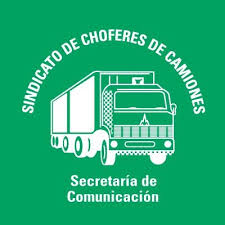 SINDICATO DE CHOFERES DE CAMIONES
Secretaría de
Comunicación